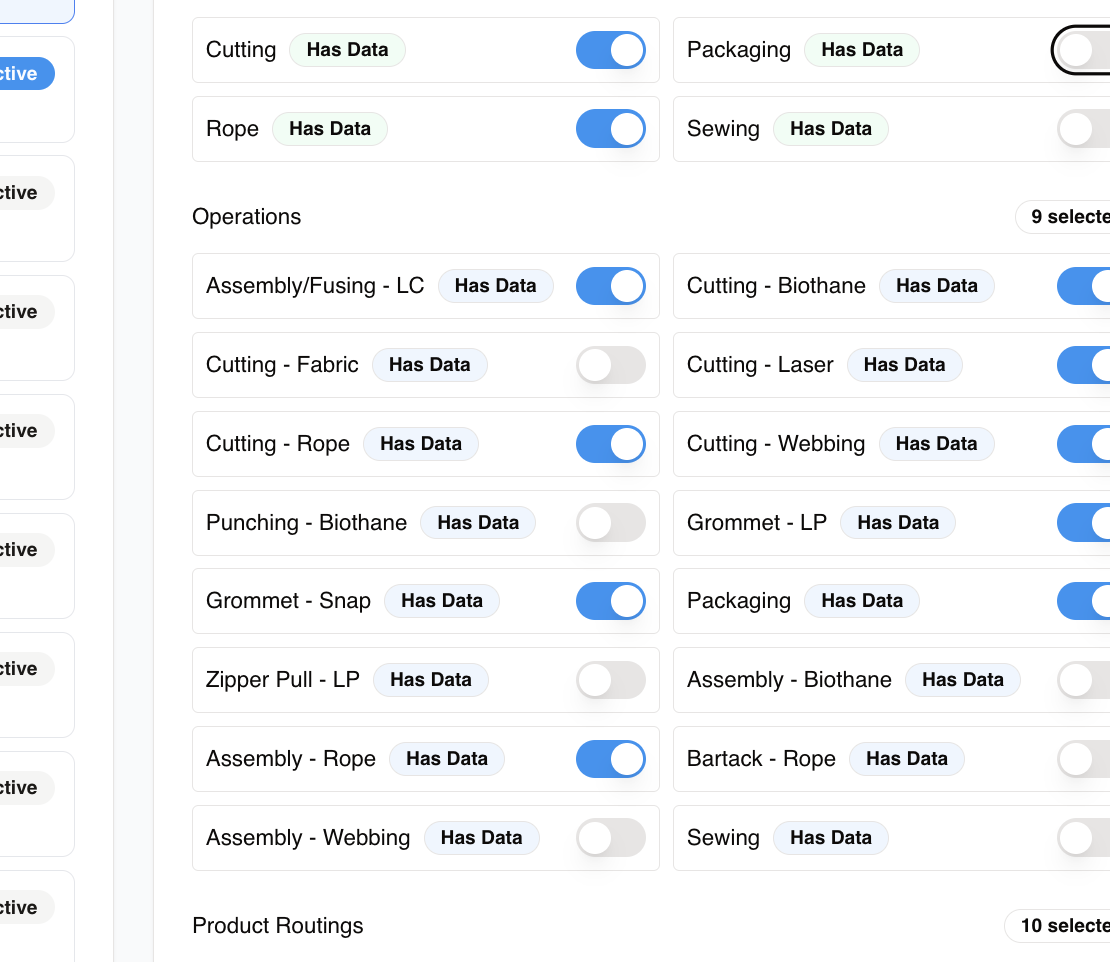 Cutting Has Data
Packaging Has Data
ctive
Rope Has Data
Sewing Has Data
ctive
Operations
9 selecte
Assembly/Fusing - LC Has Data
Cutting - Biothane Has Data
ctive
Cutting - Fabric Has Data
Cutting - Laser Has Data
ctive
Cutting - Rope Has Data
Cutting - Webbing Has Data
Punching - Biothane Has Data
Grommet - LP Has Data
ctive
Grommet - Snap Has Data
Packaging Has Data
ctive
Zipper Pull - LP Has Data
Assembly - Biothane Has Data
Assembly - Rope Has Data
Bartack - Rope Has Data
ctive
Assembly - Webbing Has Data
Sewing Has Data
ctive
Product Routings
10 selecte